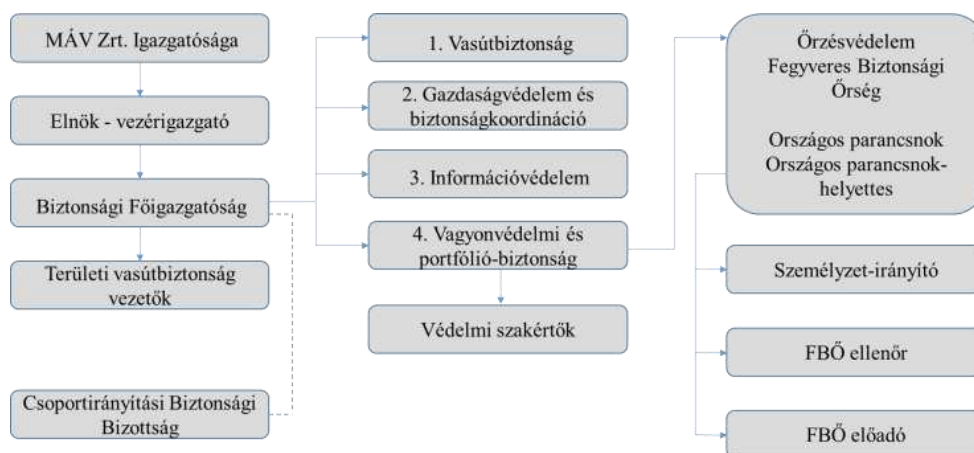 MÁV Zrt. Igazgatósága
Elnök - vezérigazgató
Biztonsági Főigazgatóság
Területi vasútbiztonság
vezetők
Csoportirányítási Biztonsági
Bizottság
1. Vasútbiztonság
2. Gazdaságvédelem és
biztonságkoordináció
3. Információvédelem
4. Vagyonvédelmi és
portfólió-biztonság
Védelmi szakértők
Őrzésvédelem
Fegyveres Biztonsági
Őrség
Országos parancsnok
Országos parancsnok-
helyettes
Személyzet-irányító
FBŐ ellenőr
FBŐ előadó